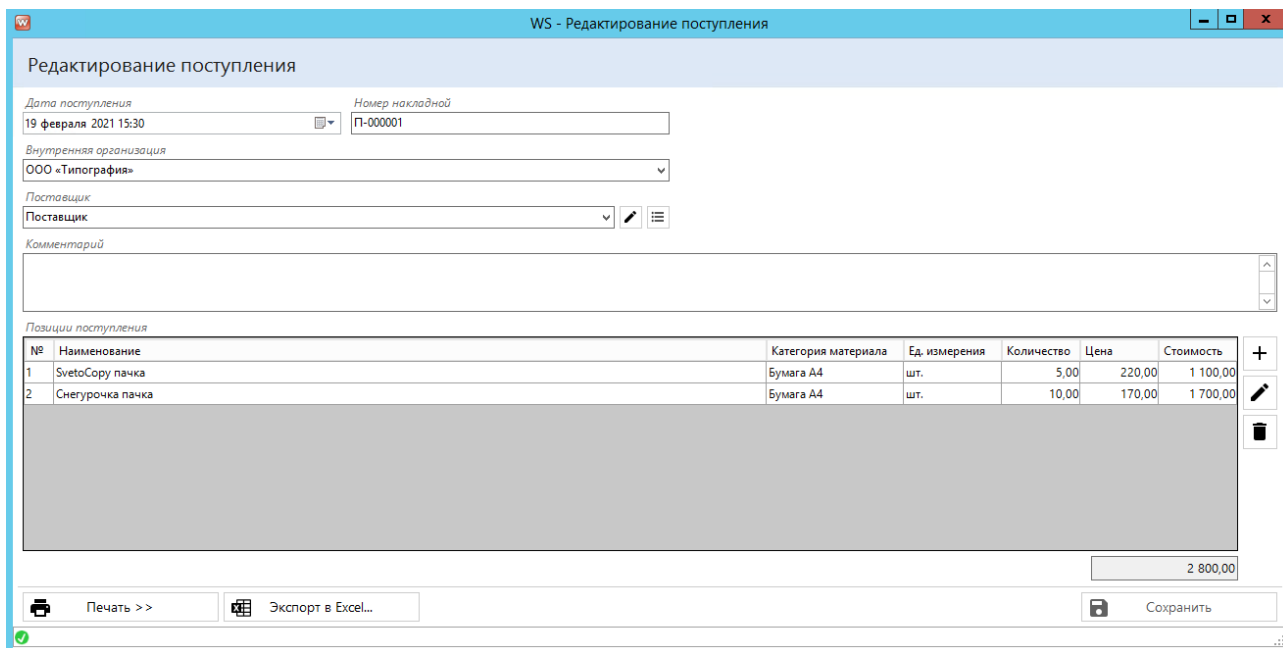 WS - Редактирование поступления
Редактирование поступления
Дата поступления Номер накладной
19 февраля 2021 15:30 П-000001
Внутренняя организация
ООО «Типография»
Поставщик
Поставщик
Комментарий
Позиции поступления
№ Наименование Категория материала Ед. измерения Количество Цена Стоимость
1 SvetoCopy пачка Бумага А4 шт. 5,00 220,00 1 100,00
2 Снегурочка пачка Бумага А4 шт. 10,00 170,00 1 700,00
2 800,00
Печать >> Экспорт в Excel... Сохранить